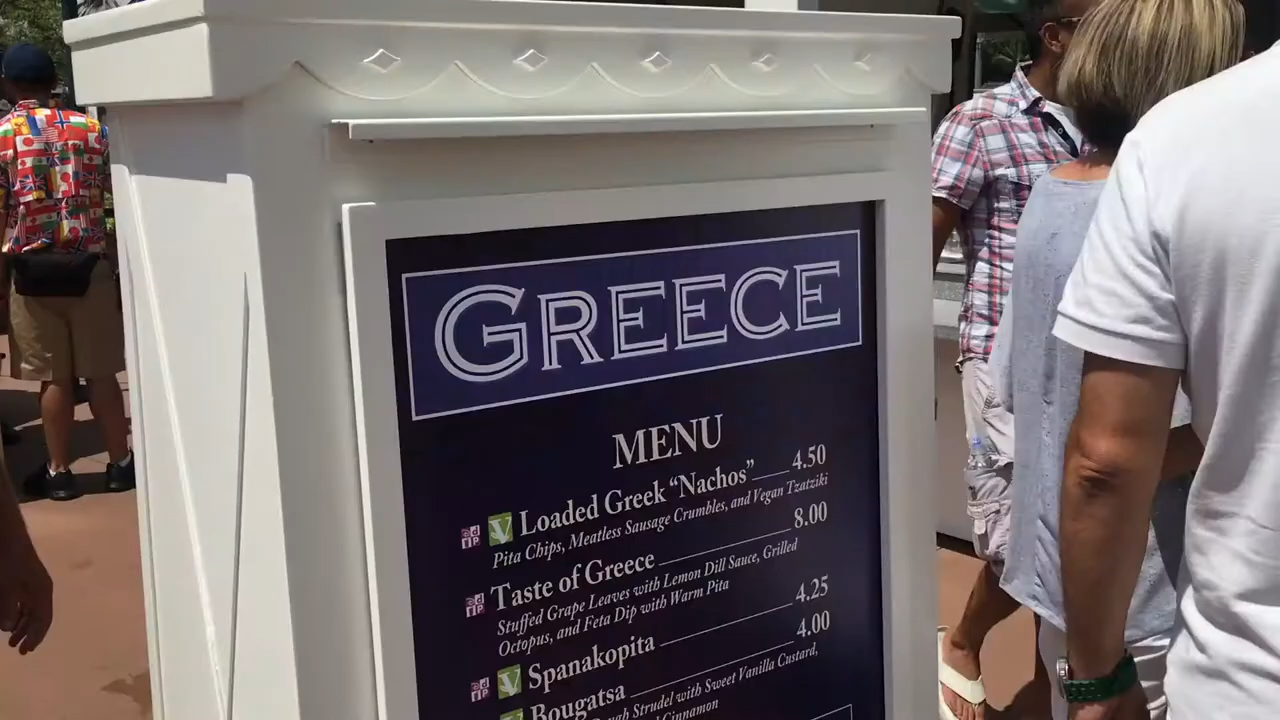 GREECE
MENU
Loaded Greek "Nachos" 4.50
Pita Chips, Meatless Sausage Crumbles, and Vegan Tzatziki
Taste of Greece 8.00
Stuffed Grape Leaves with Lemon Dill Sauce, Grilled
Octopus, and Feta Dip with Warm Pita
Spanakopita 4.25
Bougatsa 4.00
Strudel with Sweet Vanilla Custard,
Cinnamon